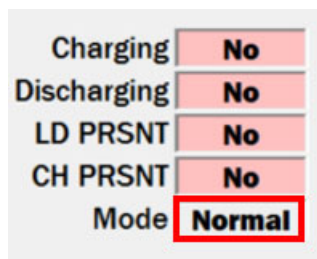 Charging No
Discharging No
LD PRSNT No
CH PRSNT No
Mode Normal